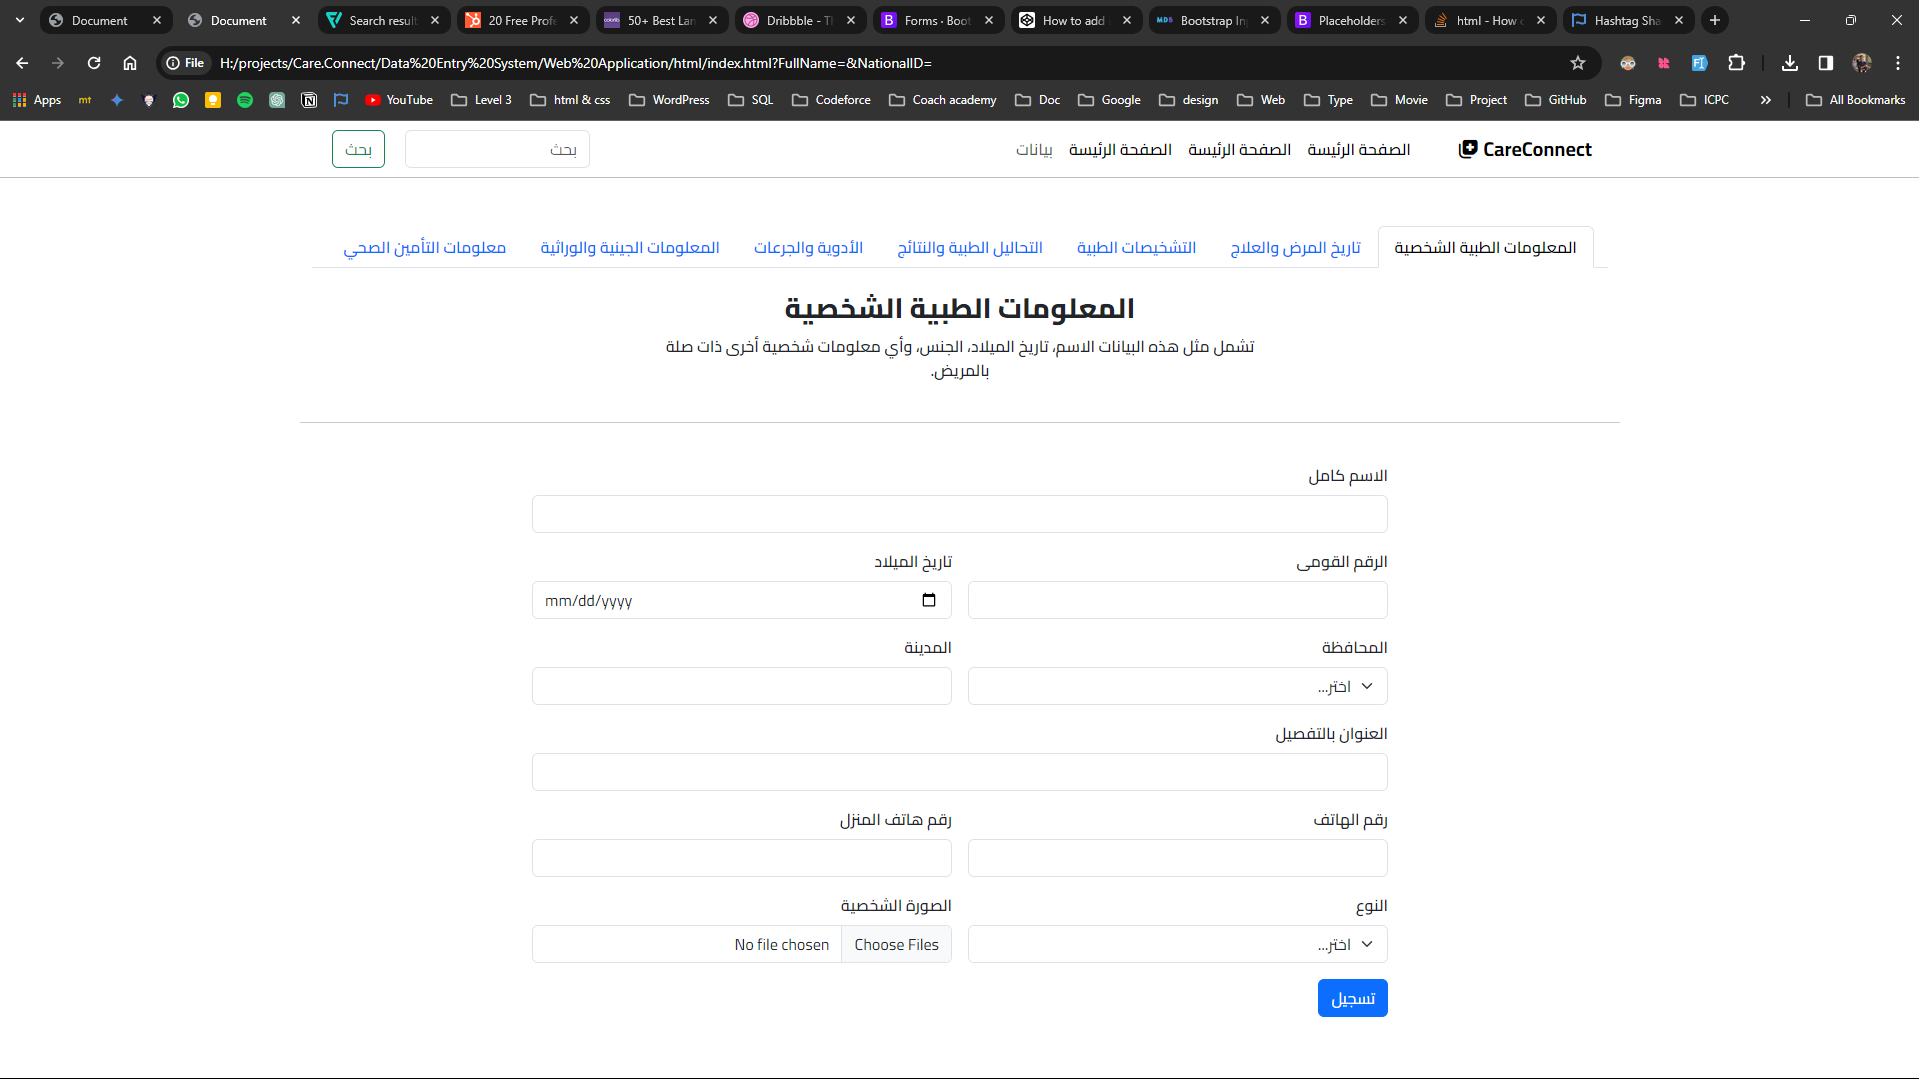 Document
Document
Search result
20 Free Profe
50+ Best Lan
Dribbble - Th
Forms · Boot
How to add
Bootstrap In
Placeholders
html - How
Hashtag Sha
File
H:/projects/Care.Connect/Data%20Entry%20System/Web%20Application/html/index.html?FullName=&NationalID=
Apps mt YouTube Level 3 html & css WordPress SQL Codeforce Coach academy Doc Google design Web Type Movie Project GitHub Figma ICPC » All Bookmarks
CareConnect
الصفحة الرئيسة الصفحة الرئيسة الصفحة الرئيسة بيانات
بحث
بحث
المعلومات الطبية الشخصية
تاريخ المرض والعلاج
التشخيصات الطبية
التحاليل الطبية والنتائج
الأدوية والجرعات
المعلومات الجينية والوراثية
معلومات التأمين الصحي
المعلومات الطبية الشخصية
تشمل مثل هذه البيانات الاسم، تاريخ الميلاد، الجنس، وأي معلومات شخصية أخرى ذات صلة
بالمريض.
الاسم كامل
الرقم القومى
تاريخ الميلاد
mm/dd/yyyy
المحافظة
المدينة
اختر...
العنوان بالتفصيل
رقم الهاتف
رقم هاتف المنزل
النوع
الصورة الشخصية
اختر...
Choose Files
No file chosen
تسجيل